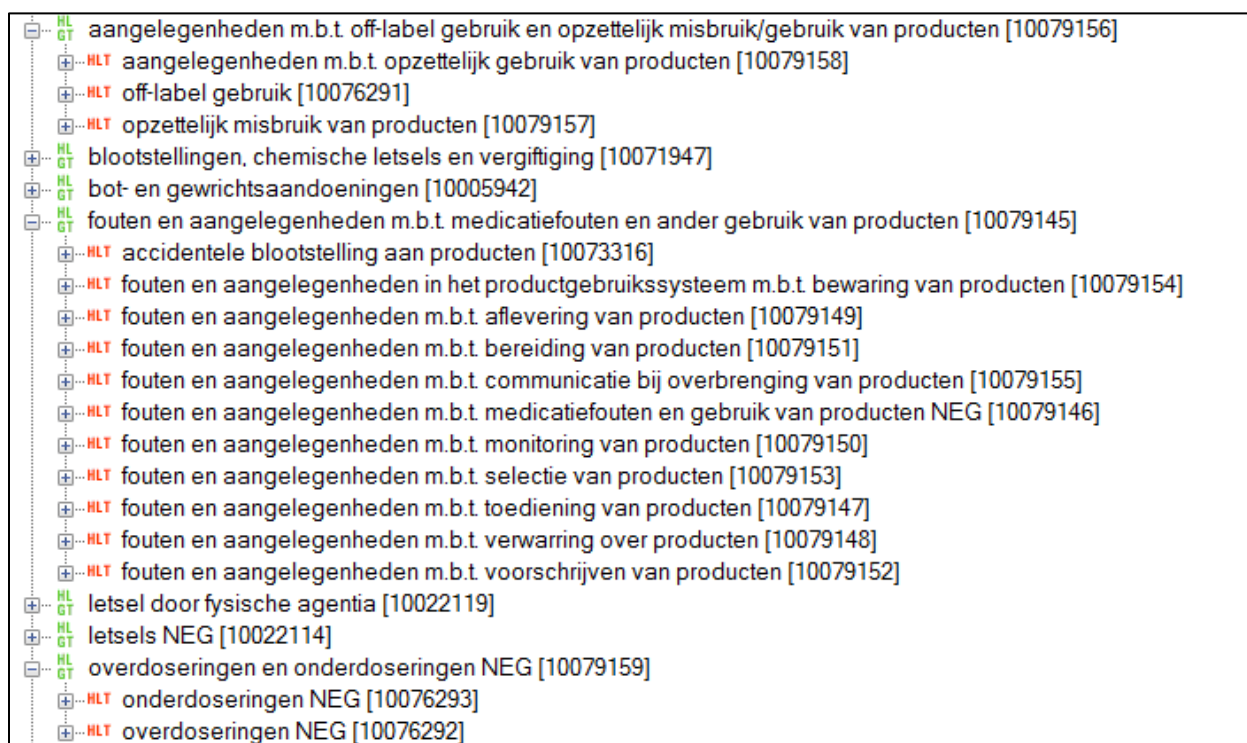 HLGT aangelegenheden m.b.t. off-label gebruik en opzettelijk misbruik/gebruik van producten [10079156]
HLT aangelegenheden m.b.t. opzettelijk gebruik van producten [10079158]
HLT off-label gebruik [10076291]
HLT opzettelijk misbruik van producten [10079157]
HLGT blootstellingen, chemische letsels en vergiftiging [10071947]
HLGT bot- en gewrichtsaandoeningen [10005942]
HLGT fouten en aangelegenheden m.b.t. medicatiefouten en ander gebruik van producten [10079145]
HLT accidentele blootstelling aan producten [10073316]
HLT fouten en aangelegenheden in het productgebruikssysteem m.b.t. bewaring van producten [10079154]
HLT fouten en aangelegenheden m.b.t. aflevering van producten [10079149]
HLT fouten en aangelegenheden m.b.t. bereiding van producten [10079151]
HLT fouten en aangelegenheden m.b.t. communicatie bij overbrenging van producten [10079155]
HLT fouten en aangelegenheden m.b.t. medicatiefouten en gebruik van producten NEG [10079146]
HLT fouten en aangelegenheden m.b.t. monitoring van producten [10079150]
HLT fouten en aangelegenheden m.b.t. selectie van producten [10079153]
HLT fouten en aangelegenheden m.b.t. toediening van producten [10079147]
HLT fouten en aangelegenheden m.b.t. verwarring over producten [10079148]
HLT fouten en aangelegenheden m.b.t. voorschrijven van producten [10079152]
HLGT letsel door fysische agentia [10022119]
HLGT letsels NEG [10022114]
HLGT overdoseringen en onderdoseringen NEG [10079159]
HLT onderdoseringen NEG [10076293]
HLT overdoseringen NEG [10076292]